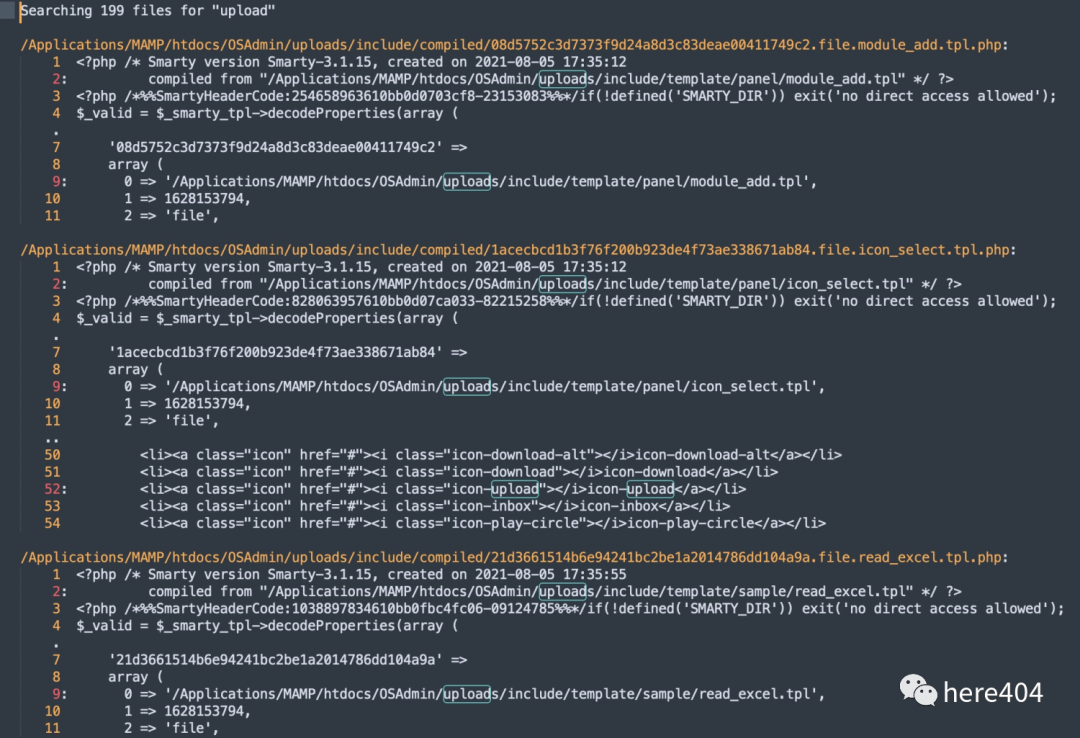 Searching 199 files for "upload"
/Applications/MAMP/htdocs/OSAdmin/uploads/include/compiled/08d5752c3d7373f9d24a8d3c83deae00411749c2.file.module_add.tpl.php:
1 <?php /* Smarty version Smarty-3.1.15, created on 2021-08-05 17:35:12
2: compiled from "/Applications/MAMP/htdocs/OSAdmin/uploads/include/template/panel/module_add.tpl" */ ?>
3 <?php /*%%SmartyHeaderCode:254658963610bb0d0703cf8-23153083%%*/if(!defined('SMARTY_DIR')) exit('no direct access allowed');
4 $_valid = $_smarty_tpl->decodeProperties(array (
.
7 '08d5752c3d7373f9d24a8d3c83deae00411749c2' =>
8 array (
9: 0 => '/Applications/MAMP/htdocs/OSAdmin/uploads/include/template/panel/module_add.tpl',
10 1 => 1628153794,
11 2 => 'file',
/Applications/MAMP/htdocs/OSAdmin/uploads/include/compiled/1acecbcd1b3f76f200b923de4f73ae338671ab84.file.icon_select.tpl.php:
1 <?php /* Smarty version Smarty-3.1.15, created on 2021-08-05 17:35:12
2: compiled from "/Applications/MAMP/htdocs/OSAdmin/uploads/include/template/panel/icon_select.tpl" */ ?>
3 <?php /*%%SmartyHeaderCode:828063957610bb0d07ca033-82215258%%*/if(!defined('SMARTY_DIR')) exit('no direct access allowed');
4 $_valid = $_smarty_tpl->decodeProperties(array (
.
7 '1acecbcd1b3f76f200b923de4f73ae338671ab84' =>
8 array (
9: 0 => '/Applications/MAMP/htdocs/OSAdmin/uploads/include/template/panel/icon_select.tpl',
10 1 => 1628153794,
11 2 => 'file',
..
50 <li><a class="icon" href="#"><i class="icon-download-alt"></i>icon-download-alt</a></li>
51 <li><a class="icon" href="#"><i class="icon-download"></i>icon-download</a></li>
52: <li><a class="icon" href="#"><i class="icon-upload"></i>icon-upload</a></li>
53 <li><a class="icon" href="#"><i class="icon-inbox"></i>icon-inbox</a></li>
54 <li><a class="icon" href="#"><i class="icon-play-circle"></i>icon-play-circle</a></li>
/Applications/MAMP/htdocs/OSAdmin/uploads/include/compiled/21d3661514b6e94241bc2be1a2014786dd104a9a.file.read_excel.tpl.php:
1 <?php /* Smarty version Smarty-3.1.15, created on 2021-08-05 17:35:55
2: compiled from "/Applications/MAMP/htdocs/OSAdmin/uploads/include/template/sample/read_excel.tpl" */ ?>
3 <?php /*%%SmartyHeaderCode:1038897834610bb0fbc4fc06-09124785%%*/if(!defined('SMARTY_DIR')) exit('no direct access allowed');
4 $_valid = $_smarty_tpl->decodeProperties(array (
.
7 '21d3661514b6e94241bc2be1a2014786dd104a9a' =>
8 array (
9: 0 => '/Applications/MAMP/htdocs/OSAdmin/uploads/include/template/sample/read_excel.tpl',
10 1 => 1628153794,
11 2 => 'file',
here404